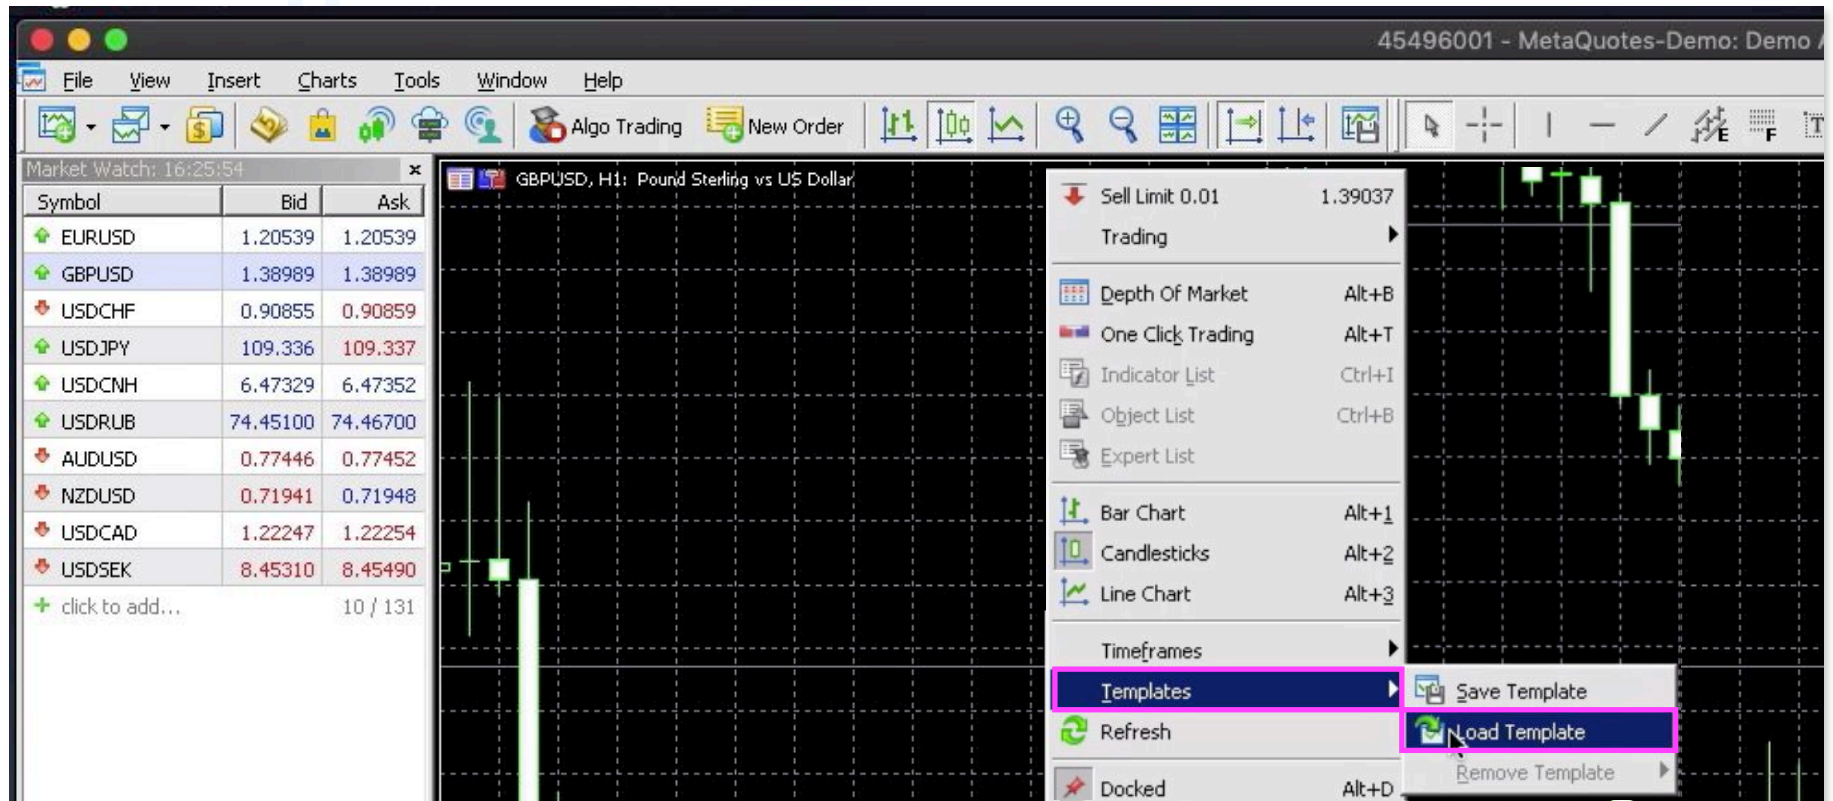 45496001 - MetaQuotes-Demo: Demo
File View Insert Charts Tools Window Help
Algo Trading New Order E F T
Market Watch: 16:25:54 x
Symbol Bid Ask
EURUSD 1.20539 1.20539
GBPUSD 1.38989 1.38989
USDCHF 0.90855 0.90859
USDJPY 109.336 109.337
USDCNH 6.47329 6.47352
USDRUB 74.45100 74.46700
AUDUSD 0.77446 0.77452
NZDUSD 0.71941 0.71948
USDCAD 1.22247 1.22254
USDSEK 8.45310 8.45490
+ click to add... 10 / 131
GBPUSD, H1: Pound Sterling vs US Dollar
Sell Limit 0.01 1.39037
Trading
Depth Of Market Alt+B
One Click Trading Alt+T
Indicator List Ctrl+I
Object List Ctrl+B
Expert List
Bar Chart Alt+1
Candlesticks Alt+2
Line Chart Alt+3
Timeframes
Templates
Refresh
Docked Alt+D
Save Template
Load Template
Remove Template